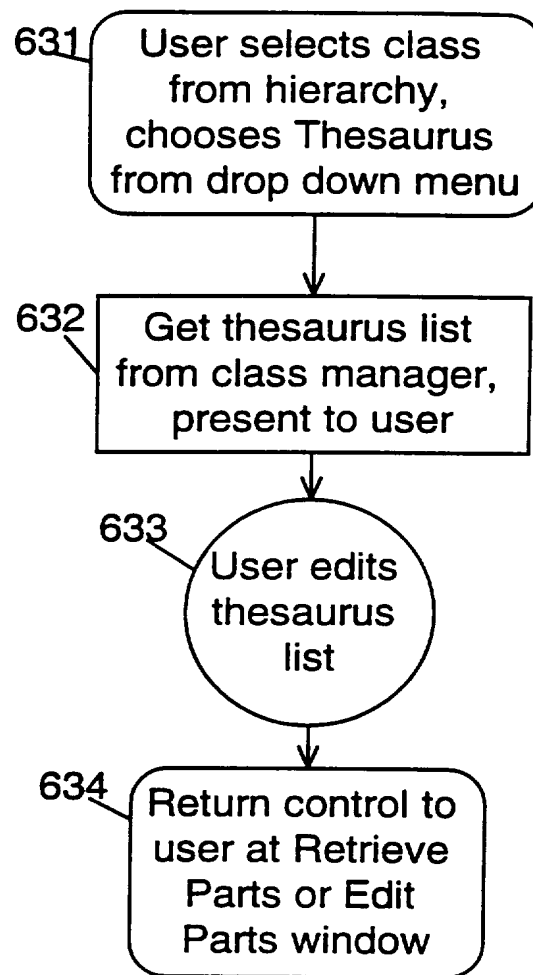 631
User selects class
from hierarchy,
chooses Thesaurus
from drop down menu
632
Get thesaurus list
from class manager,
present to user
633
User edits
thesaurus
list
634
Return control to
user at Retrieve
Parts or Edit
Parts window